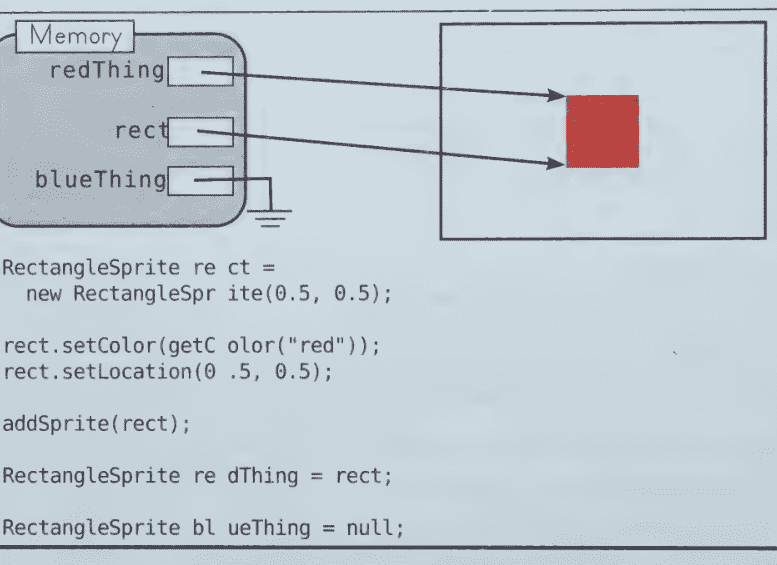 Memory
redThing
rect
blueThing
RectangleSprite re ct =
new RectangleSpr ite(0.5, 0.5);
rect.setColor(getC olor("red"));
rect.setLocation(0 .5, 0.5);
addSprite(rect);
RectangleSprite re dThing = rect;
RectangleSprite bl ueThing = null;